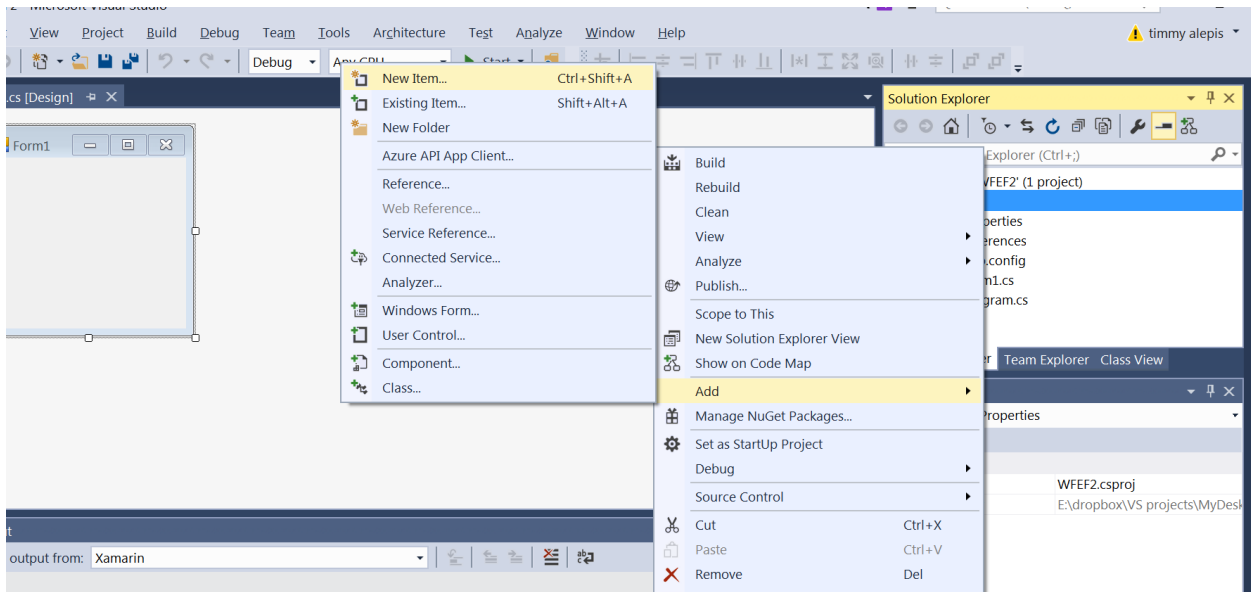 2 Microsoft Visual Studio
View Project Build Debug Team Tools Architecture Test Analyze Window Help timmy alepis
Debug Any CPU Start
.cs [Design]
Form1
New Item... Ctrl+Shift+A
Existing Item... Shift+Alt+A
New Folder
Azure API App Client...
Reference...
Web Reference...
Service Reference...
Connected Service...
Analyzer...
Windows Form...
User Control...
Component...
Class...
Build
Rebuild
Clean
View
Analyze
Publish...
Scope to This
New Solution Explorer View
Show on Code Map
Add
Manage NuGet Packages...
Set as StartUp Project
Debug
Source Control
Cut Ctrl+X
Paste Ctrl+V
Remove Del
Solution Explorer
Explorer (Ctrl+;)
WFEF2' (1 project)
perties
erences
.config
m1.cs
gram.cs
r Team Explorer Class View
Properties
WFEF2.csproj
E:\dropbox\VS projects\MyDesk
t
output from: Xamarin